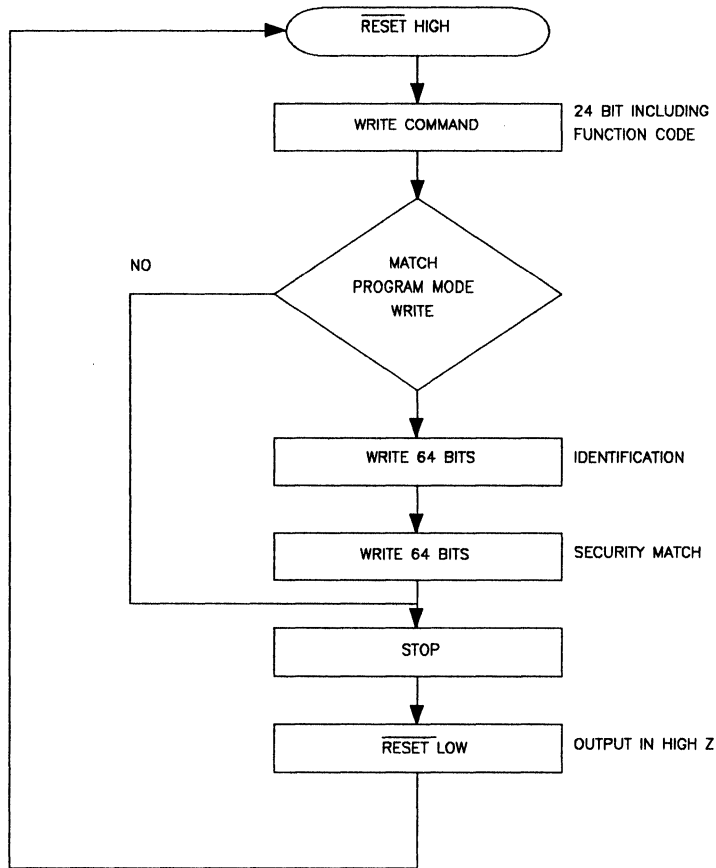 RESET HIGH
WRITE COMMAND
24 BIT INCLUDING
FUNCTION CODE
NO
MATCH
PROGRAM MODE
WRITE
WRITE 64 BITS
IDENTIFICATION
WRITE 64 BITS
SECURITY MATCH
STOP
RESET LOW
OUTPUT IN HIGH Z